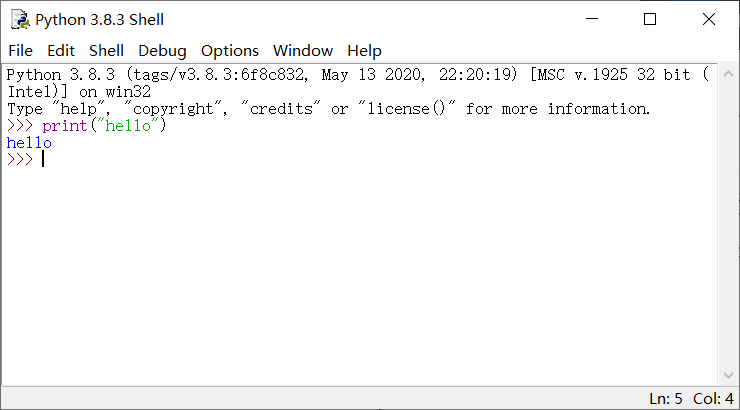 Python 3.8.3 Shell
File Edit Shell Debug Options Window Help
Python 3.8.3 (tags/v3.8.3:6f8c832, May 13 2020, 22:20:19) [MSC v.1925 32 bit (
Intel)] on win32
Type "help", "copyright", "credits" or "license()" for more information.
>>> print("hello")
hello
>>>
Ln: 5 Col: 4